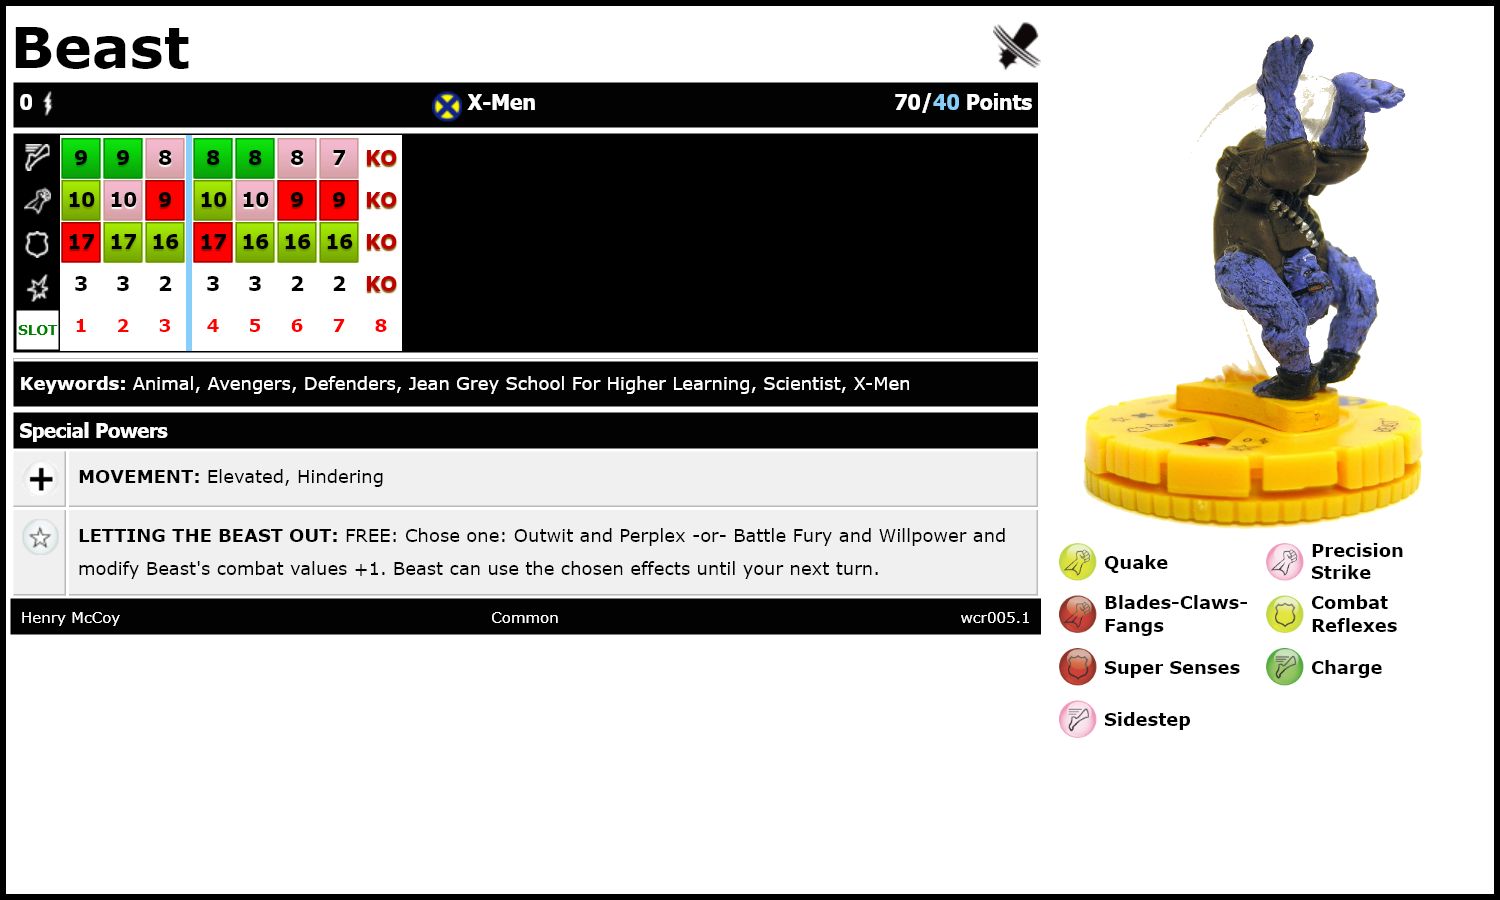 Beast
0 X-Men 70/40 Points
9 9 8 8 8 8 7 KO
10 10 9 10 10 9 9 KO
17 17 16 17 16 16 16 KO
3 3 2 3 3 2 2 KO
SLOT 1 2 3 4 5 6 7 8
Keywords: Animal, Avengers, Defenders, Jean Grey School For Higher Learning, Scientist, X-Men
Special Powers
MOVEMENT: Elevated, Hindering
LETTING THE BEAST OUT: FREE: Chose one: Outwit and Perplex -or- Battle Fury and Willpower and
modify Beast's combat values +1. Beast can use the chosen effects until your next turn.
Henry McCoy Common wcr005.1
BEAST
Quake
Precision
Strike
Blades-Claws-
Fangs
Combat
Reflexes
Super Senses
Charge
Sidestep